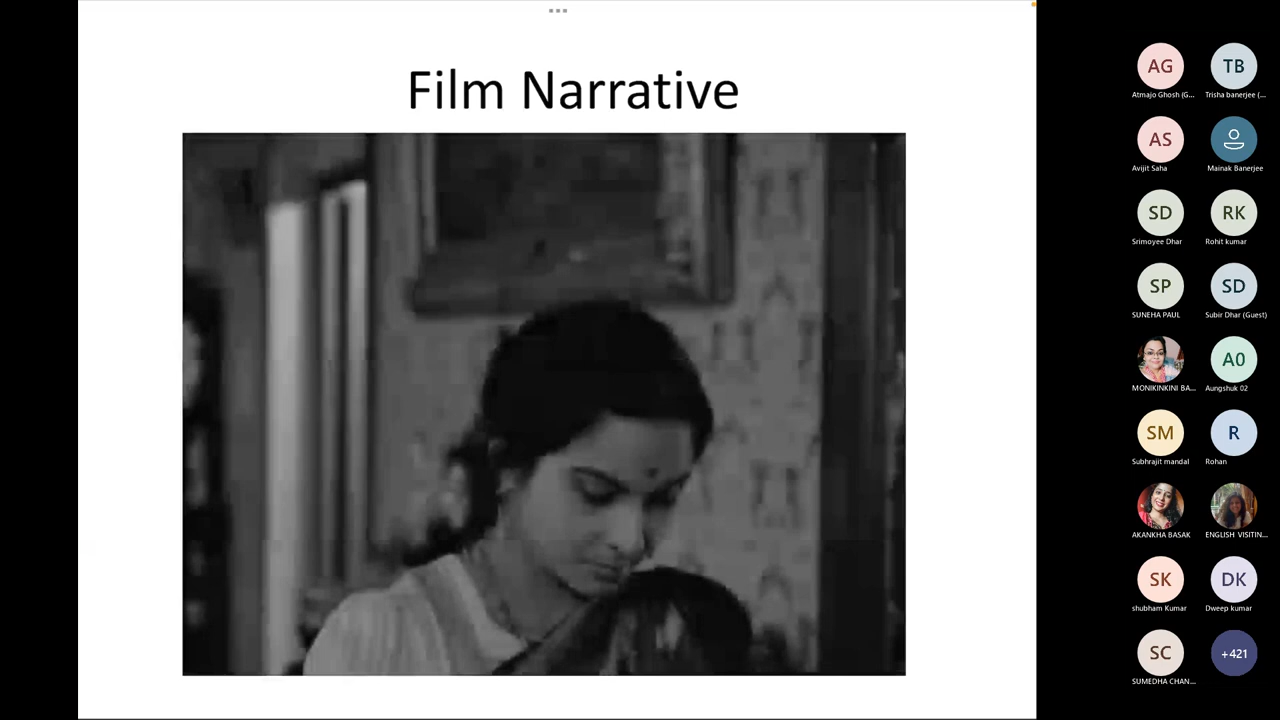 Film Narrative
AG
TB
Atmajo Ghosh (G...
Trisha banerjee (...
AS
Avijit Saha
Mainak Banerjee
SD
RK
Srimoyee Dhar
Rohit kumar
SP
SD
SUNEHA PAUL
Subir Dhar (Guest)
A0
MONIKINKINI BA...
Aungshuk 02
SM
R
Subhrajit mandal
Rohan
AKANKHA BASAK
ENGLISH VISITIN...
SK
DK
shubham Kumar
Dweep kumar
SC
+421
SUMEDHA CHAN...